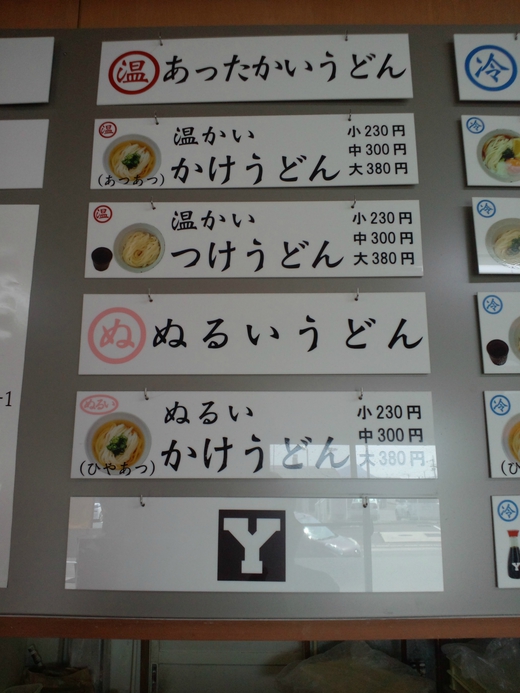 温 あったかいうどん
温
(あつあつ)
温かい
かけうどん
小230円
中300円
大380円
温
温かい
つけうどん
小230円
中300円
大380円
ぬ ぬるいうどん
ぬるい
(ひやあつ)
ぬるい
かけうどん
小230円
中300円
大380円
Y
-1
冷
冷
冷
冷
冷
(ひ
冷
Y